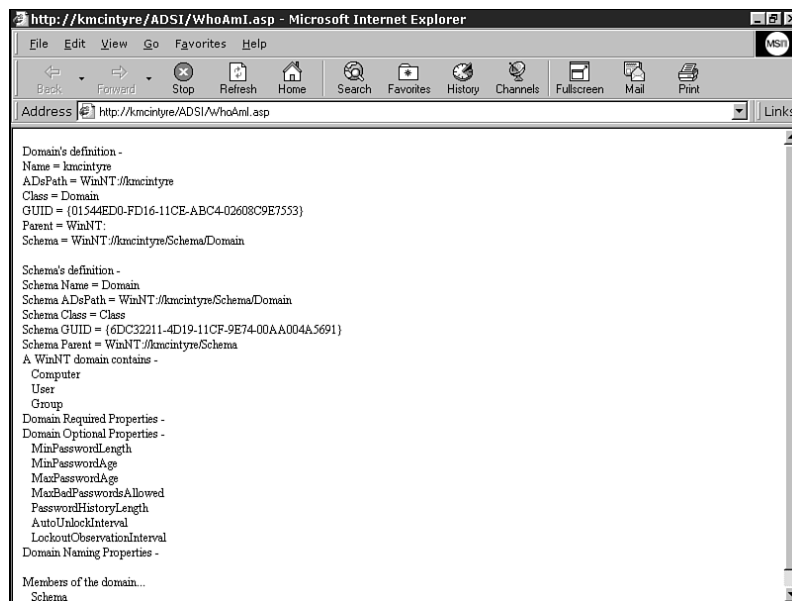 http://kmcintyre/ADSI/WhoAmI.asp - Microsoft Internet Explorer
File Edit View Go Favorites Help
msn
Back Forward Stop Refresh Home Search Favorites History Channels Fullscreen Mail Print
Address http://kmcintyre/ADSI/WhoAmI.asp Links
Domain's definition -
Name = kmcintyre
ADsPath = WinNT://kmcintyre
Class = Domain
GUID = {01544ED0-FD16-11CE-ABC4-02608C9E7553}
Parent = WinNT:
Schema = WinNT://kmcintyre/Schema/Domain
Schema's definition -
Schema Name = Domain
Schema ADsPath = WinNT://kmcintyre/Schema/Domain
Schema Class = Class
Schema GUID = {6DC32211-4D19-11CF-9E74-00AA004A5691}
Schema Parent = WinNT://kmcintyre/Schema
A WinNT domain contains -
Computer
User
Group
Domain Required Properties -
Domain Optional Properties -
MinPasswordLength
MinPasswordAge
MaxPasswordAge
MaxBadPasswordsAllowed
PasswordHistoryLength
AutoUnlockInterval
LockoutObservationInterval
Domain Naming Properties -
Members of the domain...
Schema